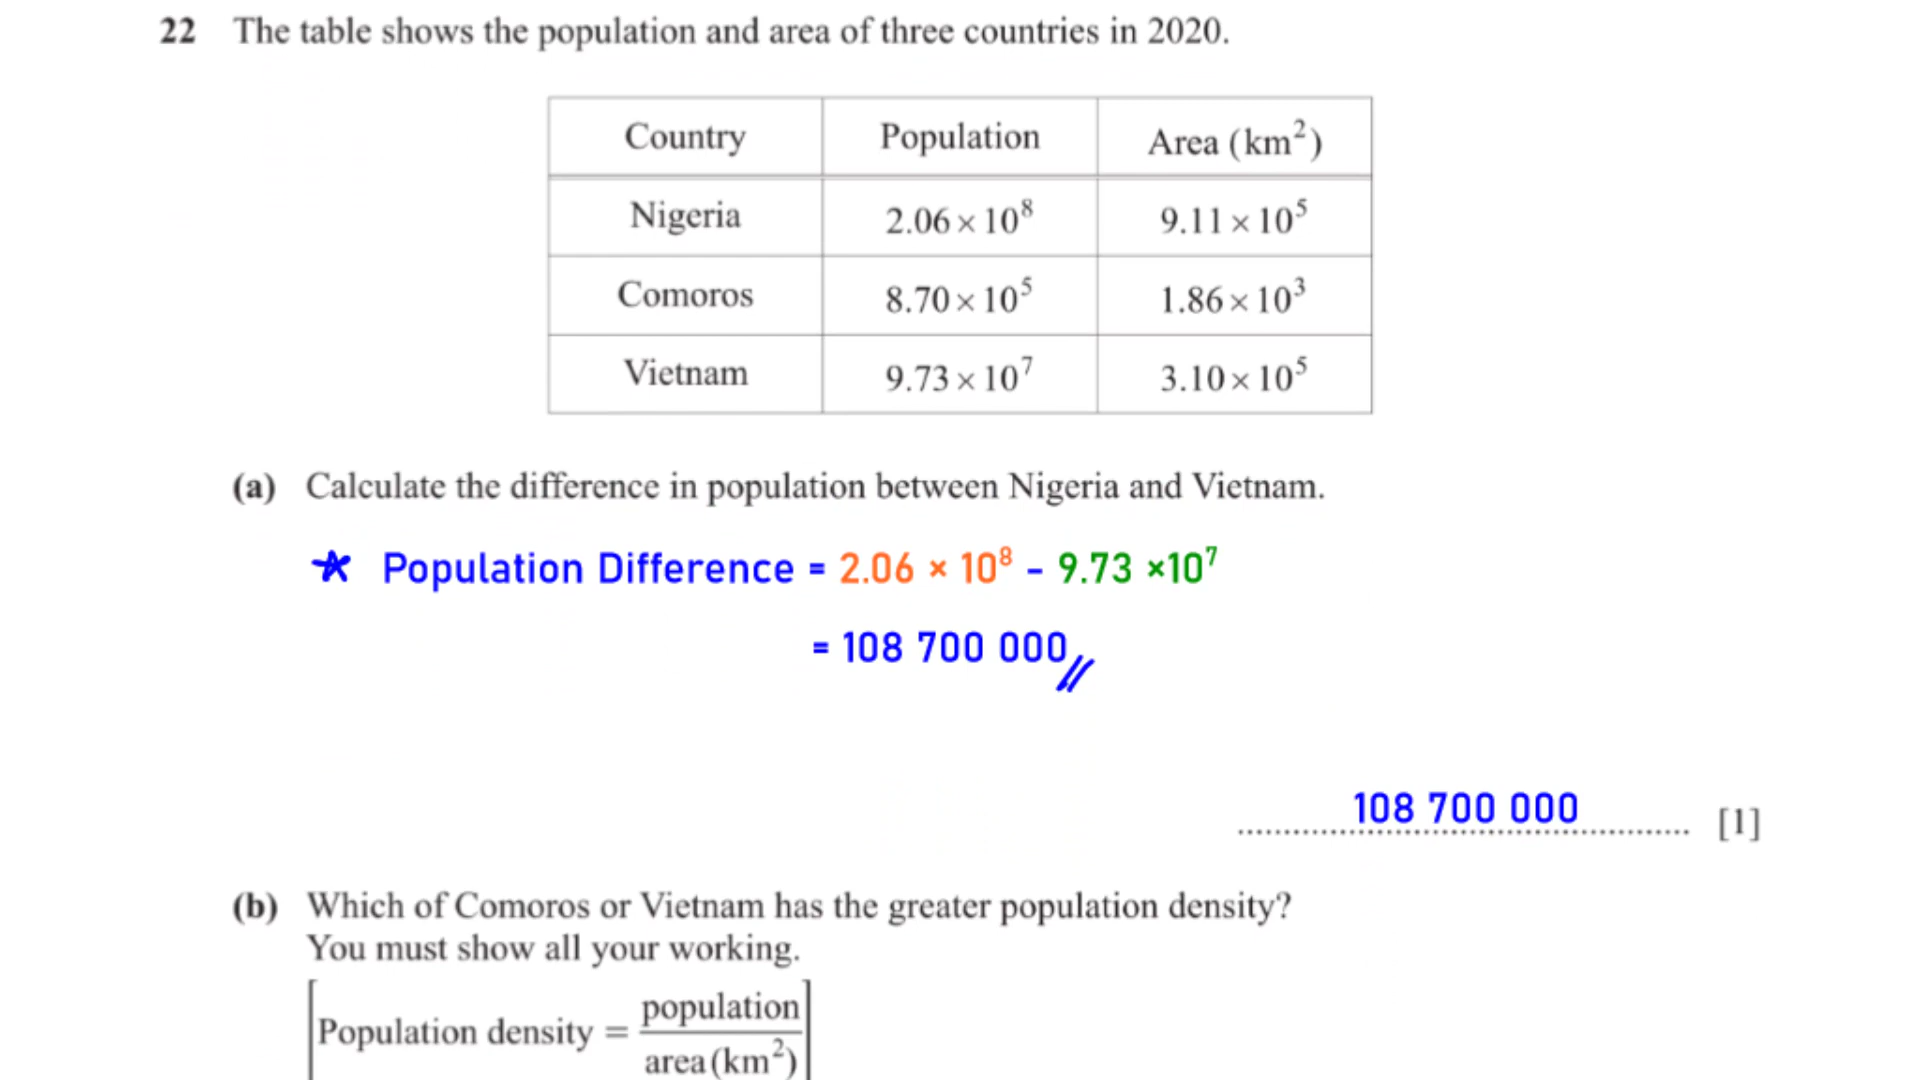 22 The table shows the population and area of three countries in 2020.
Country Population Area (km²)
Nigeria 2.06 × 10⁸ 9.11 × 10⁵
Comoros 8.70 × 10⁵ 1.86 × 10³
Vietnam 9.73 × 10⁷ 3.10 × 10⁵
(a) Calculate the difference in population between Nigeria and Vietnam.
* Population Difference = 2.06 × 10⁸ - 9.73 ×10⁷
= 108 700 000//
108 700 000 [1]
(b) Which of Comoros or Vietnam has the greater population density?
You must show all your working.
[Population density = population / area (km²)]